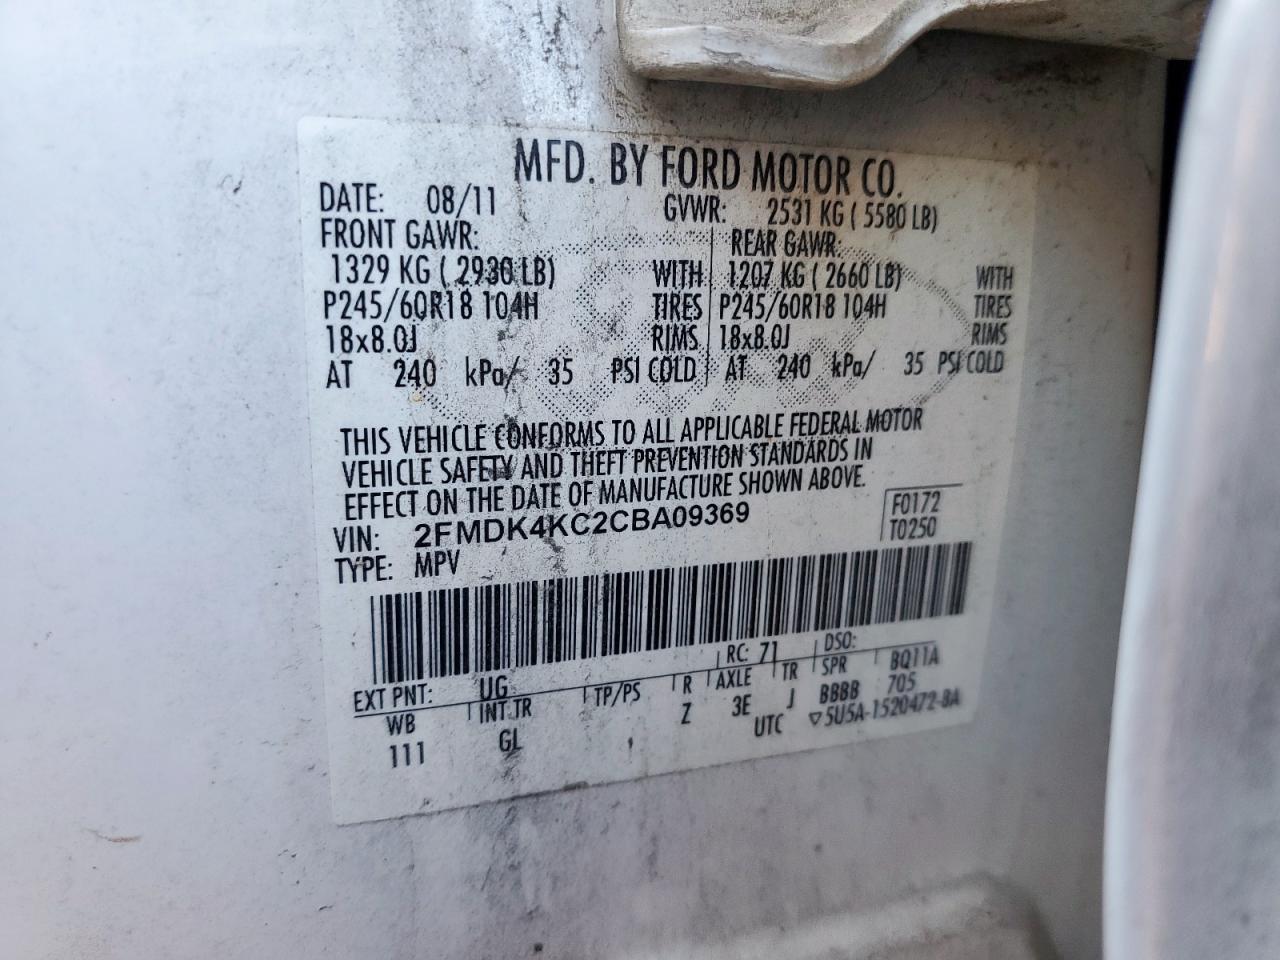 MFD. BY FORD MOTOR CO.
DATE: 08/11 GVWR: 2531 KG ( 5580 LB)
FRONT GAWR: REAR GAWR:
1329 KG ( 2930 LB) WITH 1207 KG ( 2660 LB) WITH
P245/60R18 104H TIRES P245/60R18 104H TIRES
18x8.0J RIMS 18x8.0J RIMS
AT 240 kPa/ 35 PSI COLD AT 240 kPa/ 35 PSI COLD
THIS VEHICLE CONFORMS TO ALL APPLICABLE FEDERAL MOTOR
VEHICLE SAFETY AND THEFT PREVENTION STANDARDS IN
EFFECT ON THE DATE OF MANUFACTURE SHOWN ABOVE.
VIN: 2FMDK4KC2CBA09369 F0172
TYPE: MPV T0250
EXT PNT: UG RC: 71 DSO:
WB INT TR TP/PS R AXLE TR SPR BQ11A
111 GL Z 3E J BBBB 705
UTC ▽5U5A-1520472-BA